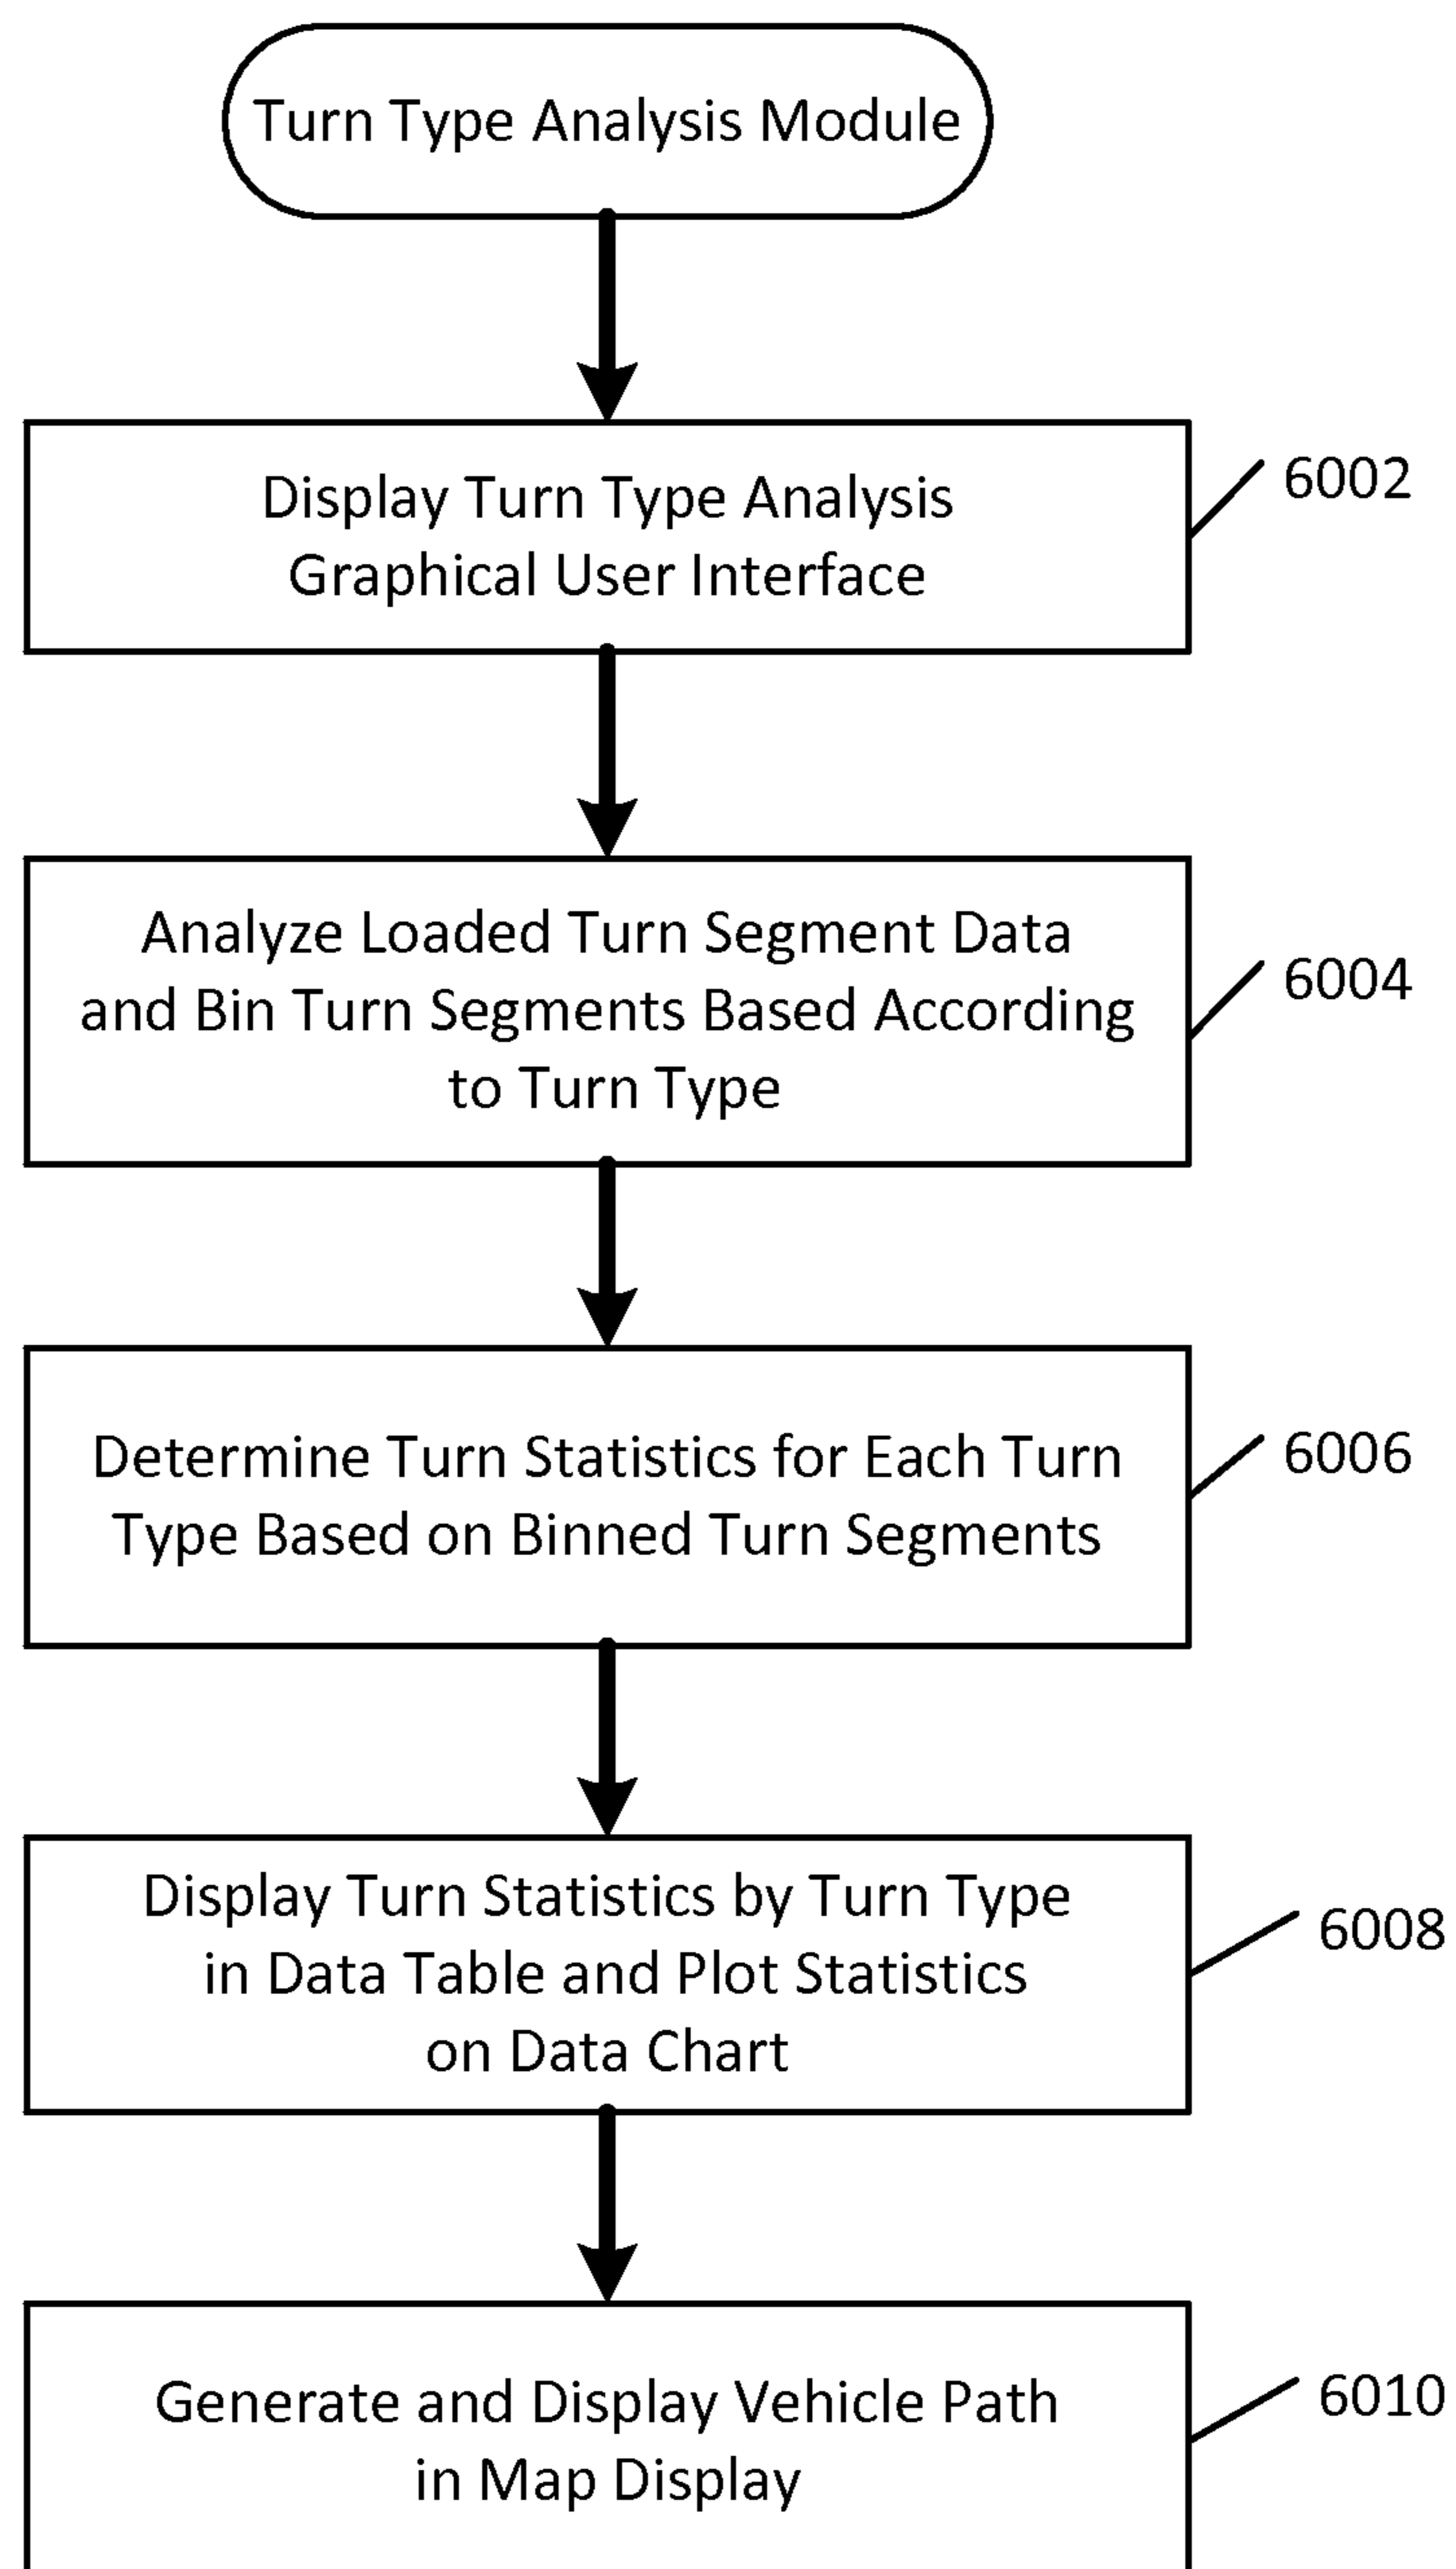 Turn Type Analysis Module
Display Turn Type Analysis
Graphical User Interface
6002
Analyze Loaded Turn Segment Data
and Bin Turn Segments Based According
to Turn Type
6004
Determine Turn Statistics for Each Turn
Type Based on Binned Turn Segments
6006
Display Turn Statistics by Turn Type
in Data Table and Plot Statistics
on Data Chart
6008
Generate and Display Vehicle Path
in Map Display
6010